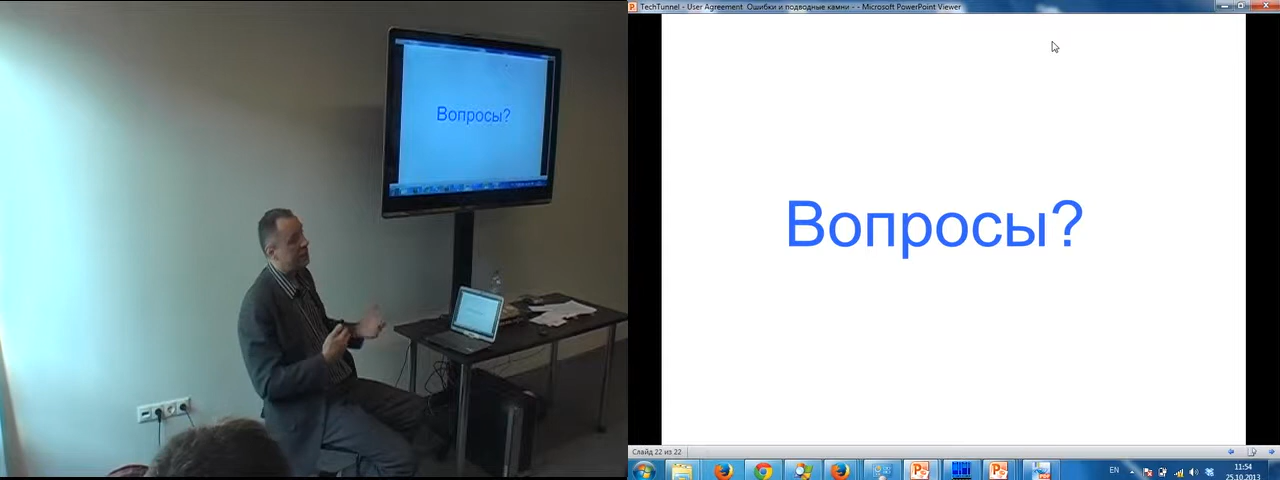 Вопросы?
TechTunnel - User Agreement Ошибки и подводные камни - - Microsoft PowerPoint Viewer
Вопросы?
Слайд 22 из 22
EN
11:54
25.10.2013